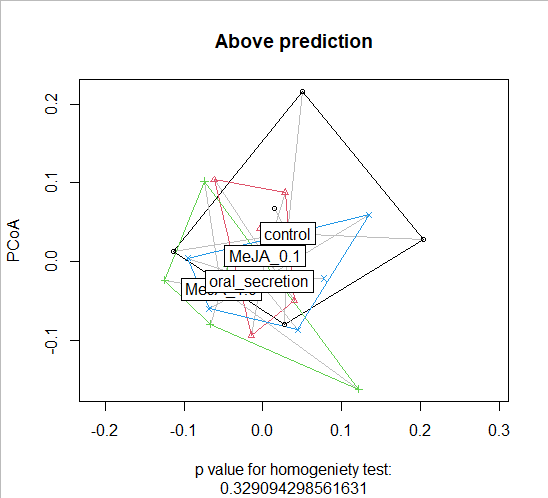 Above prediction
PCoA
0.2
0.1
0.0
-0.1
control
MeJA_0.1
oral_secretion
-0.2
-0.1
0.0
0.1
0.2
0.3
p value for homogeniety test:
0.329094298561631